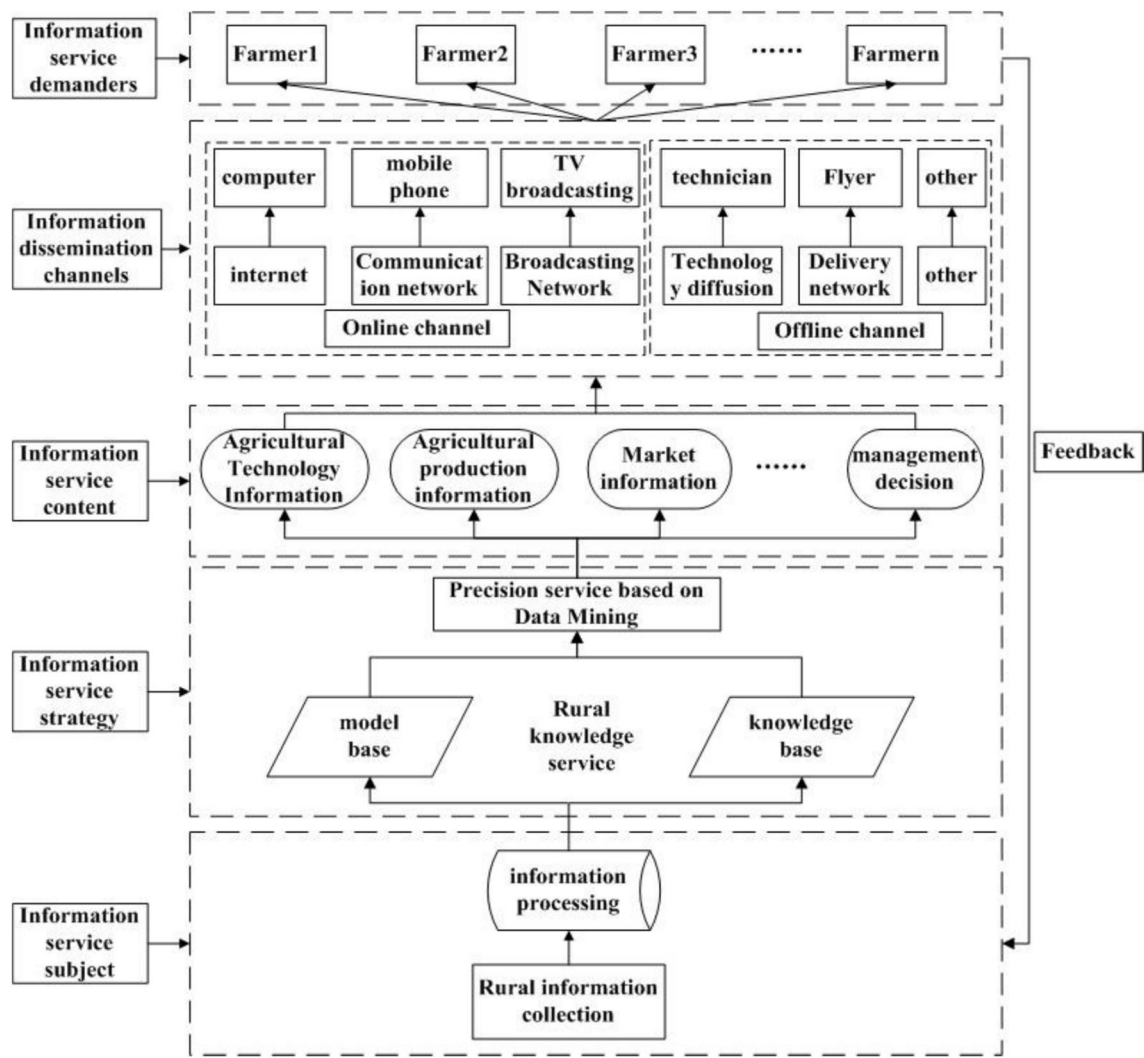 Information
service
demanders
Farmer1
Farmer2
Farmer3
......
Farmern
Information
dissemination
channels
computer
mobile
phone
TV
broadcasting
technician
Flyer
other
internet
Communicat
ion network
Broadcasting
Network
Technolog
y diffusion
Delivery
network
other
Online channel
Offline channel
Information
service
content
Agricultural
Technology
Information
Agricultural
production
information
Market
information
......
management
decision
Feedback
Information
service
strategy
Precision service based on
Data Mining
model
base
Rural
knowledge
service
knowledge
base
Information
service
subject
information
processing
Rural information
collection